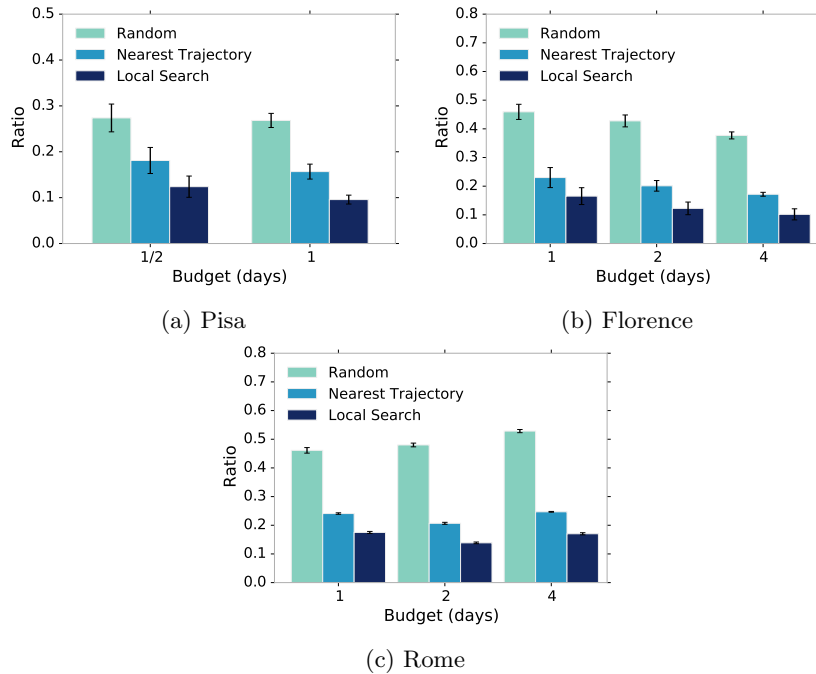 0.5
0.3
0.2
0.1
0.0
Ratio
Random
Nearest Trajectory
Local Search
1/2 1
Budget (days)
(a) Pisa
0.8
0.7
0.6
0.5
0.4
0.3
0.2
0.1
0.0
Ratio
Random
Nearest Trajectory
Local Search
1 2 4
Budget (days)
(b) Florence
0.8
0.7
0.6
0.5
0.4
0.3
0.2
0.1
0.0
Ratio
Random
Nearest Trajectory
Local Search
1 2 4
Budget (days)
(c) Rome